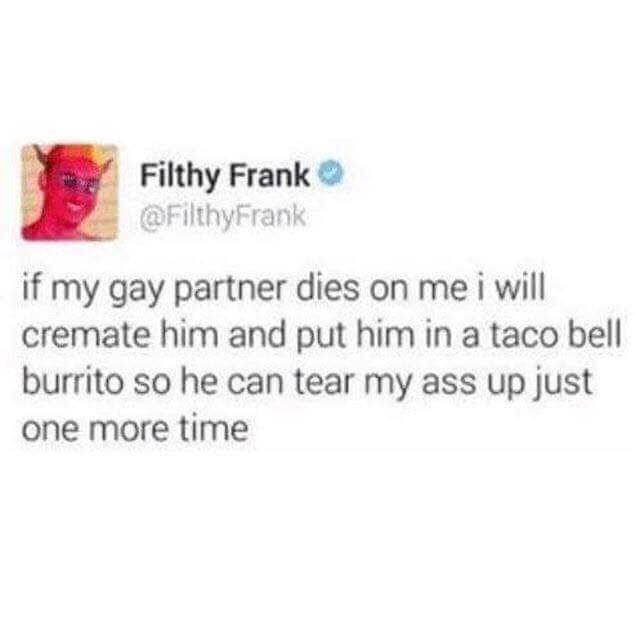 Filthy Frank
@FilthyFrank
if my gay partner dies on me i will
cremate him and put him in a taco bell
burrito so he can tear my ass up just
one more time